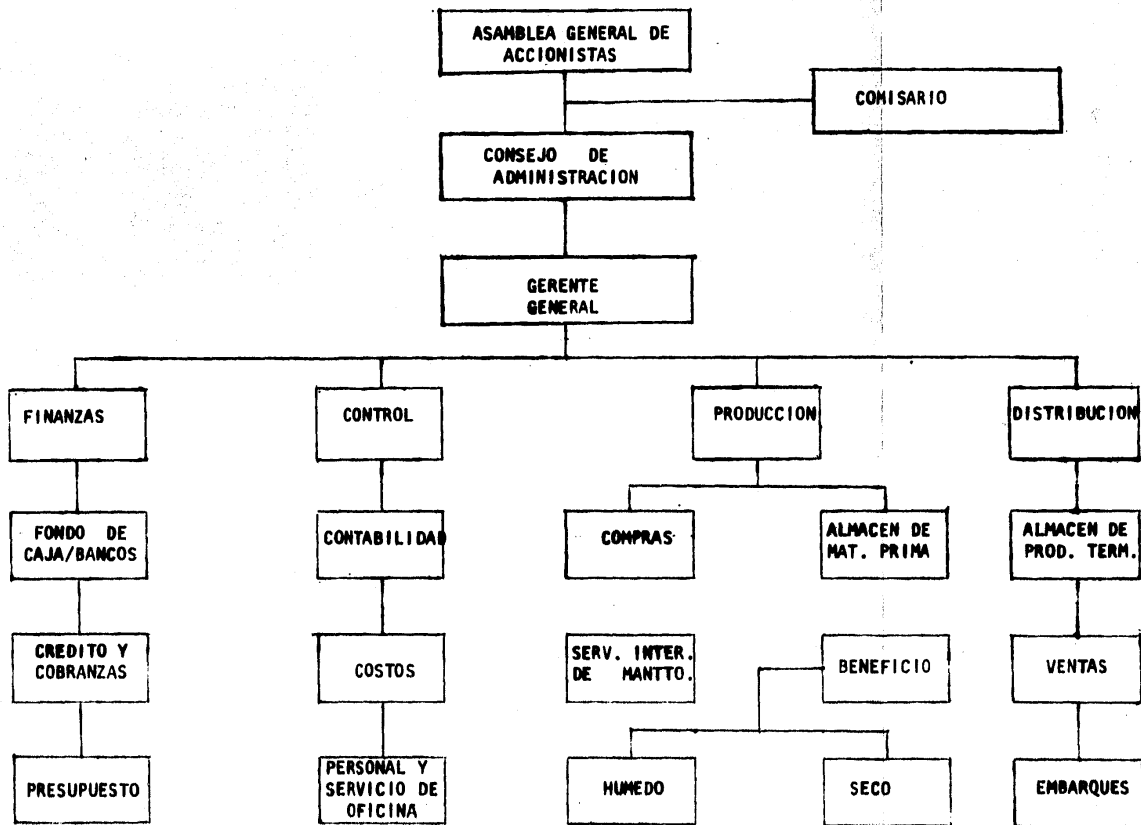 ASAMBLEA GENERAL DE
ACCIONISTAS
COMISARIO
CONSEJO DE
ADMINISTRACION
GERENTE
GENERAL
FINANZAS
CONTROL
PRODUCCION
DISTRIBUCION
FONDO DE
CAJA/BANCOS
CONTABILIDAD
COMPRAS
ALMACEN DE
MAT. PRIMA
ALMACEN DE
PROD. TERM.
CREDITO Y
COBRANZAS
COSTOS
SERV. INTER.
DE MANTTO.
BENEFICIO
VENTAS
PRESUPUESTO
PERSONAL Y
SERVICIO DE
OFICINA
HUMEDO
SECO
EMBARQUES